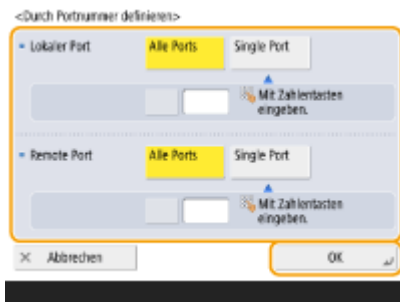 <Durch Portnummer definieren>
Lokaler Port
Alle Ports
Single Port
Mit Zahlentasten
eingeben.
Remote Port
Alle Ports
Single Port
Mit Zahlentasten
eingeben.
× Abbrechen
OK